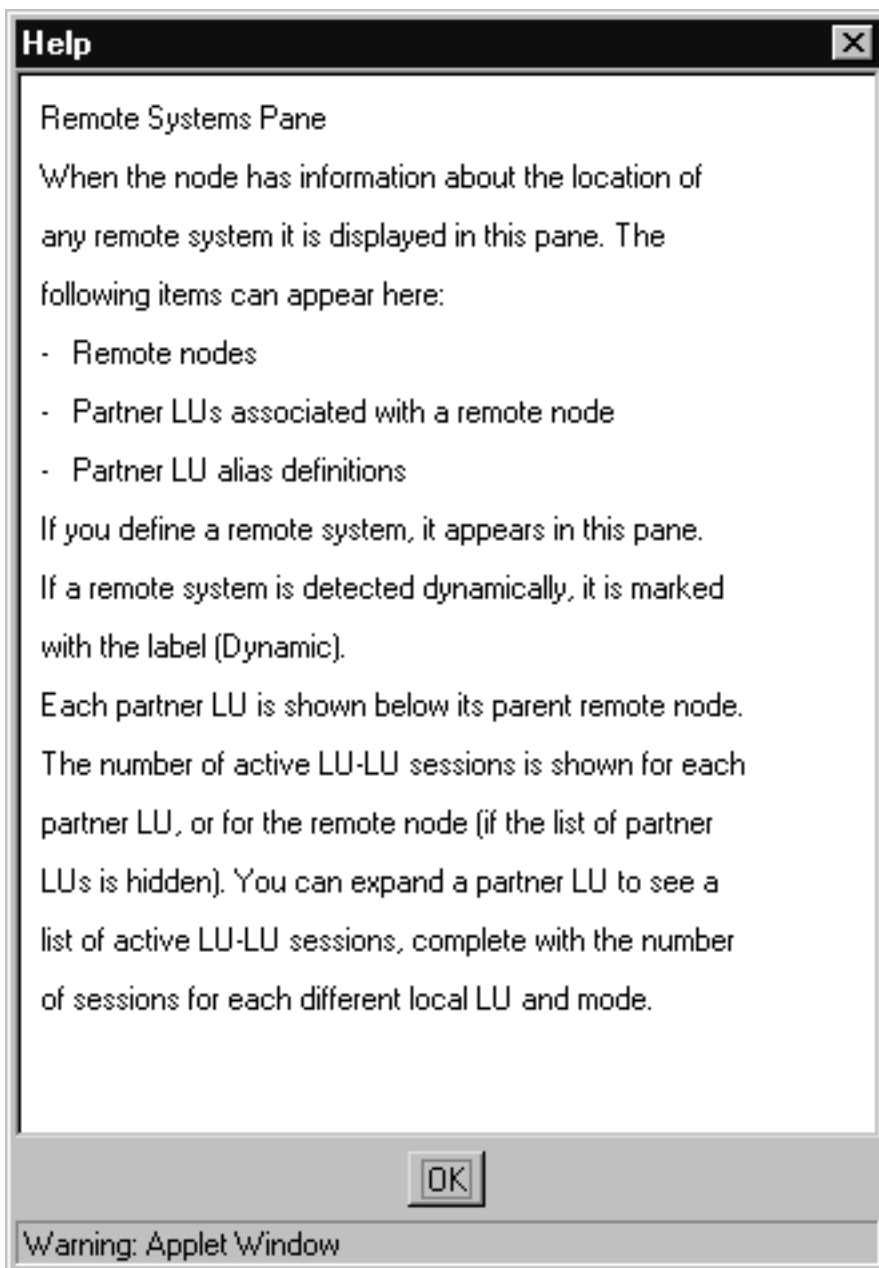 Help
Remote Systems Pane
When the node has information about the location of
any remote system it is displayed in this pane. The
following items can appear here:
- Remote nodes
- Partner LUs associated with a remote node
- Partner LU alias definitions
If you define a remote system, it appears in this pane.
If a remote system is detected dynamically, it is marked
with the label (Dynamic).
Each partner LU is shown below its parent remote node.
The number of active LU-LU sessions is shown for each
partner LU, or for the remote node (if the list of partner
LUs is hidden). You can expand a partner LU to see a
list of active LU-LU sessions, complete with the number
of sessions for each different local LU and mode.
OK
Warning: Applet Window